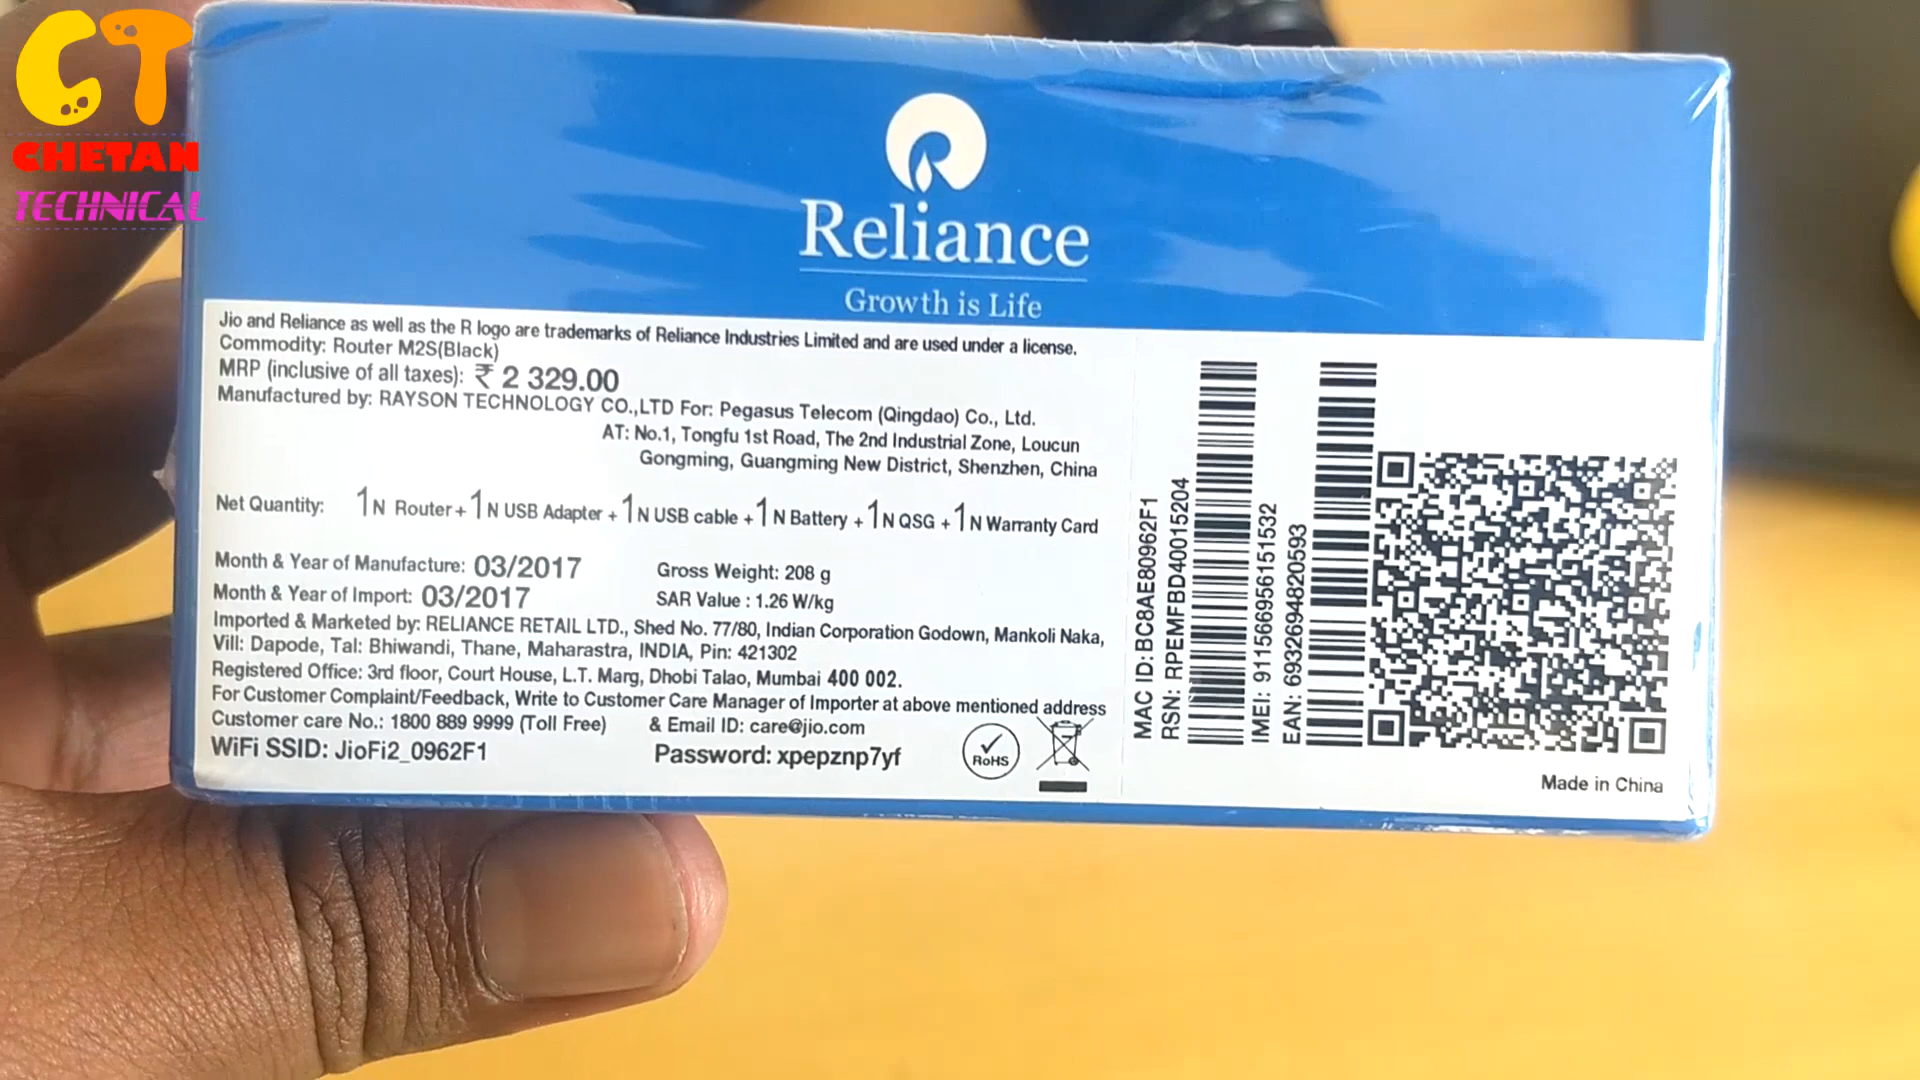 CT
CHETAN
TECHNICAL
Reliance
Growth is Life
Jio and Reliance as well as the R logo are trademarks of Reliance Industries Limited and are used under a license.
Commodity: Router M2S(Black)
MRP (inclusive of all taxes): ₹ 2 329.00
Manufactured by: RAYSON TECHNOLOGY CO.,LTD For: Pegasus Telecom (Qingdao) Co., Ltd.
AT: No.1, Tongfu 1st Road, The 2nd Industrial Zone, Loucun
Gongming, Guangming New District, Shenzhen, China
Net Quantity: 1N Router + 1N USB Adapter + 1N USB cable + 1N Battery + 1N QSG + 1N Warranty Card
Month & Year of Manufacture: 03/2017 Gross Weight: 208 g
Month & Year of Import: 03/2017 SAR Value : 1.26 W/kg
Imported & Marketed by: RELIANCE RETAIL LTD., Shed No. 77/80, Indian Corporation Godown, Mankoli Naka,
Vill: Dapode, Tal: Bhiwandi, Thane, Maharastra, INDIA, Pin: 421302
Registered Office: 3rd floor, Court House, L.T. Marg, Dhobi Talao, Mumbai 400 002.
For Customer Complaint/Feedback, Write to Customer Care Manager of Importer at above mentioned address
Customer care No.: 1800 889 9999 (Toll Free) & Email ID: care@jio.com
WiFi SSID: JioFi2_0962F1 Password: xpepznp7yf
RoHS
MAC ID: BC8AE80962F1
RSN: RPEMFBD40015204
IMEI: 911566956151532
EAN: 6932694820593
Made in China